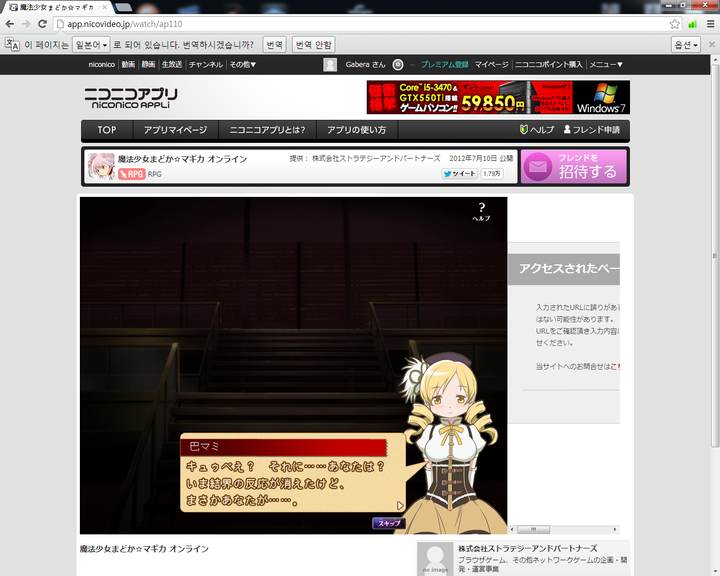 魔法少女まどか☆マギカ
app.nicovideo.jp/watch/ap110
이 페이지는 일본어 로 되어 있습니다. 번역하시겠습니까? 번역 번역 안함 옵션
niconico 動画 静画 生放送 チャンネル その他▼ Gabera さん プレミアム登録 マイページ ニコニコポイント購入 メニュー▼
ニコニコアプリ
niconico APPLi
Core i5-3470&
GTX550Ti搭載
ゲームパソコン!! 59,850円
Windows 7
TOP アプリマイページ ニコニコアプリとは? アプリの使い方 ヘルプ フレンド申請
魔法少女まどか☆マギカ オンライン 提供: 株式会社ストラテジーアンドパートナーズ 2012年7月10日 公開
RPG RPG ツイート 1.79万
フレンドを
招待する
?
ヘルプ
アクセスされたペー
入力されたURLに誤りがある
はない可能性があります。
URLをご確認頂き入力内容に
せください。
当サイトへのお問合せはこち
巴マミ
キュゥべえ? それに……あなたは?
いま結界の反応が消えたけど、
まさかあなたが……。
スキップ
魔法少女まどか☆マギカ オンライン
no image
株式会社ストラテジーアンドパートナーズ
ブラウザゲーム、その他ネットワークゲームの企画・開
発・運営事業